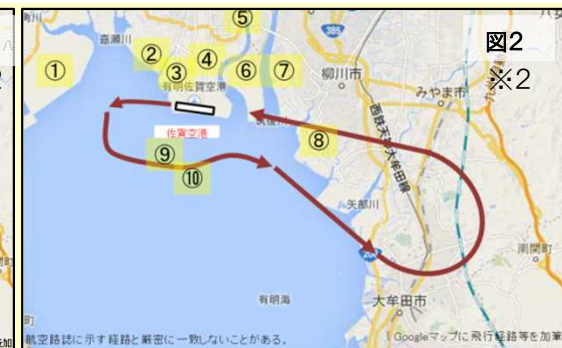 図2
※2
嘉瀬川
⑤
385
①
②
③
④
⑥
⑦
柳川市
みやま市
有明佐賀空港
佐賀空港
西鉄天神大牟田線
⑧
⑨
⑩
矢部川
208
南関町
有明海
大牟田市
航空路誌に示す経路と厳密に一致しないことがある。
Googleマップに飛行経路等を加筆